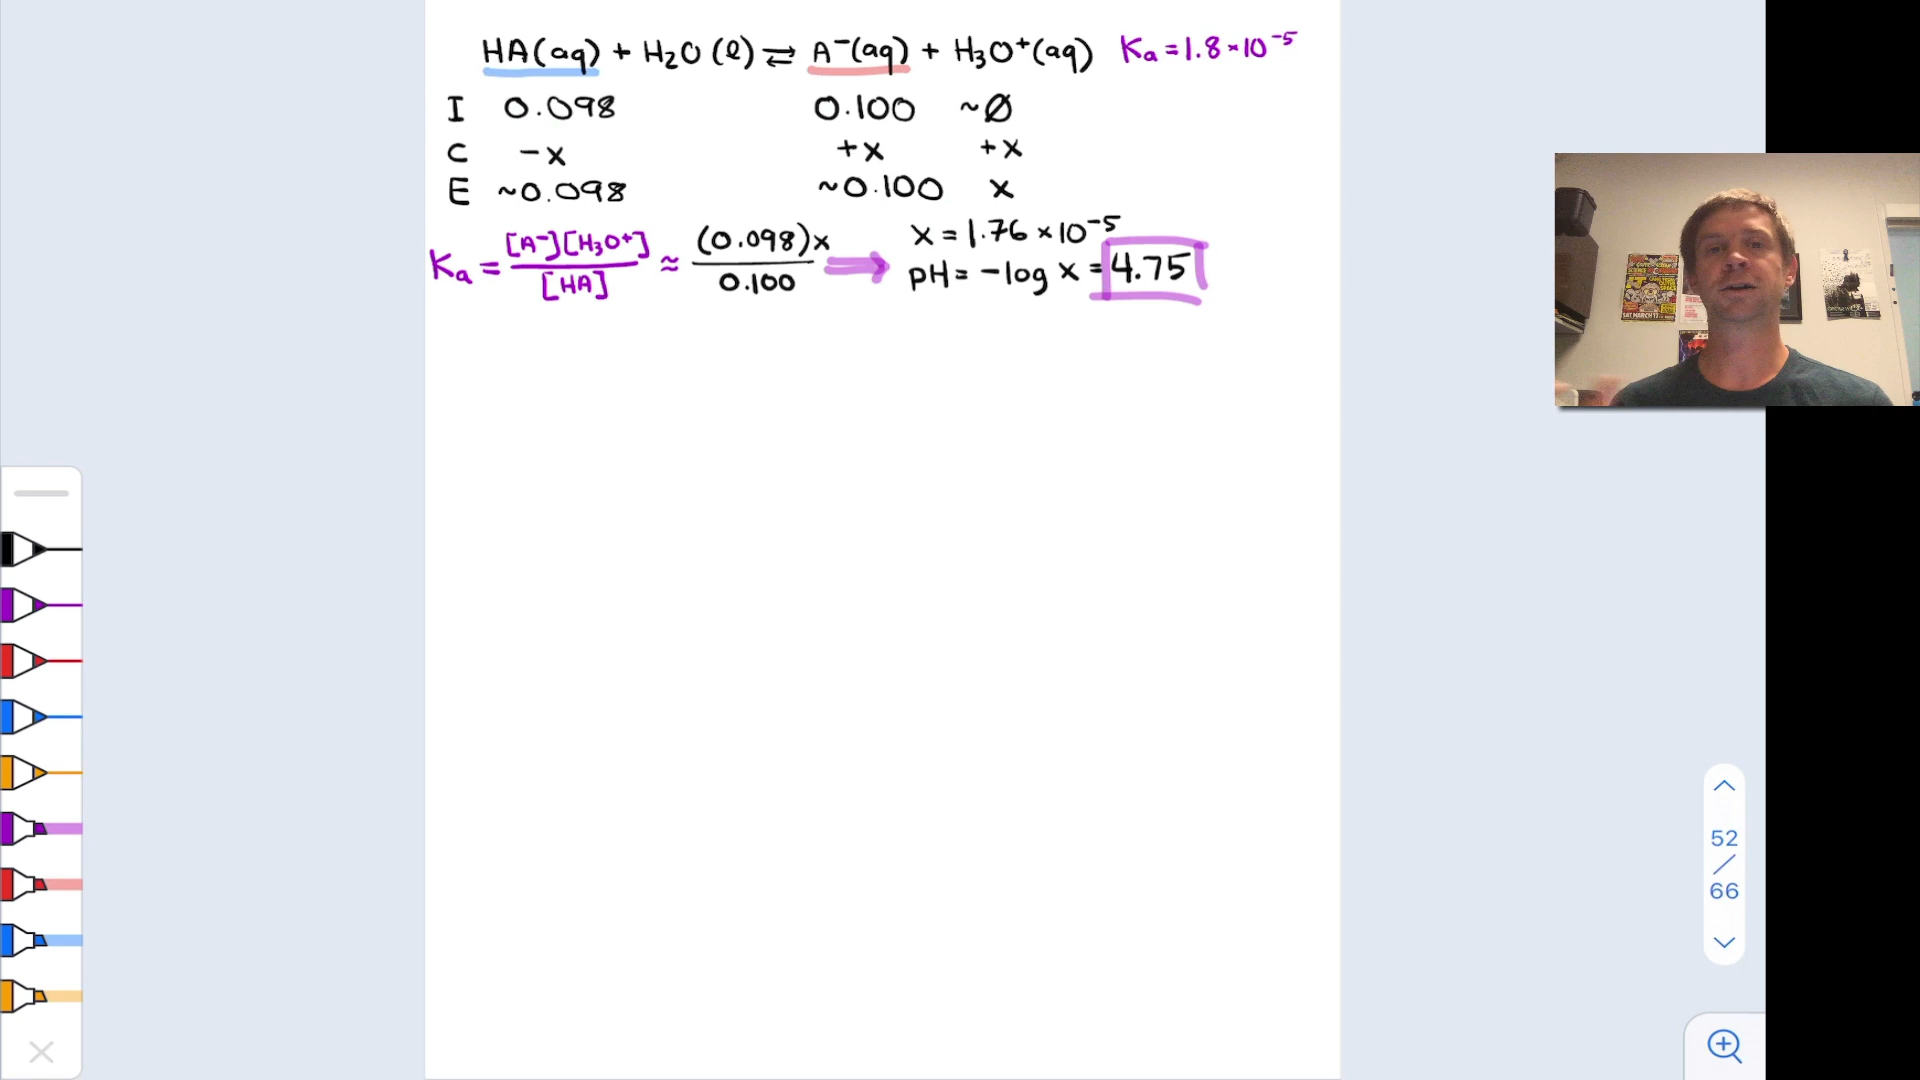 HA(aq) + H₂O(l) ⇌ A⁻(aq) + H₃O⁺(aq) Ka = 1.8×10⁻⁵
I 0.098 0.100 ~∅
C -x +x +x
E ~0.098 ~0.100 x
Ka = [A⁻][H₃O⁺] / [HA] ≈ (0.098)x / 0.100
x = 1.76×10⁻⁵
pH = -log x = 4.75
52
/
66